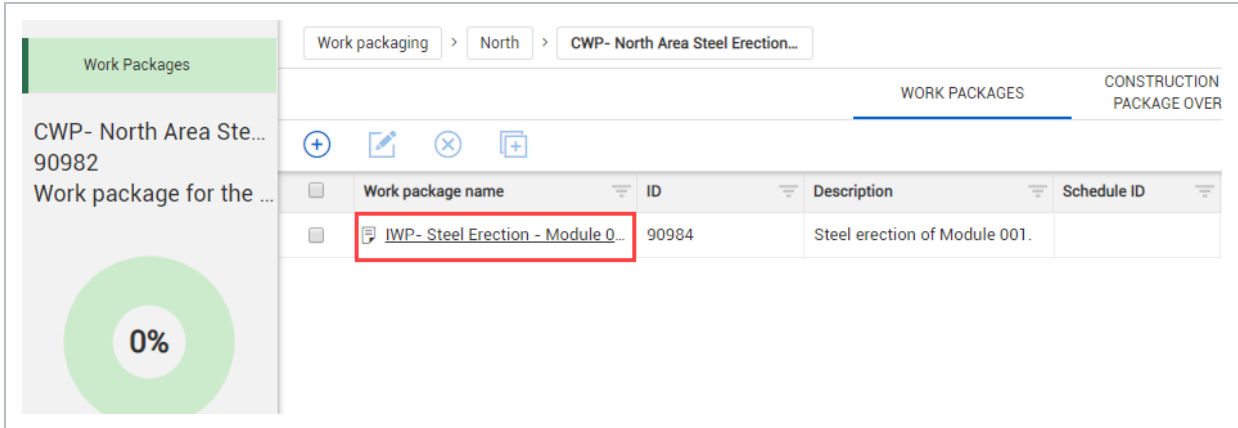 Work packaging > North > CWP- North Area Steel Erection...
Work Packages
WORK PACKAGES
CONSTRUCTION
PACKAGE OVER
CWP- North Area Ste...
90982
Work package for the ...
Work package name ID Description Schedule ID
IWP- Steel Erection - Module 0... 90984 Steel erection of Module 001.
0%